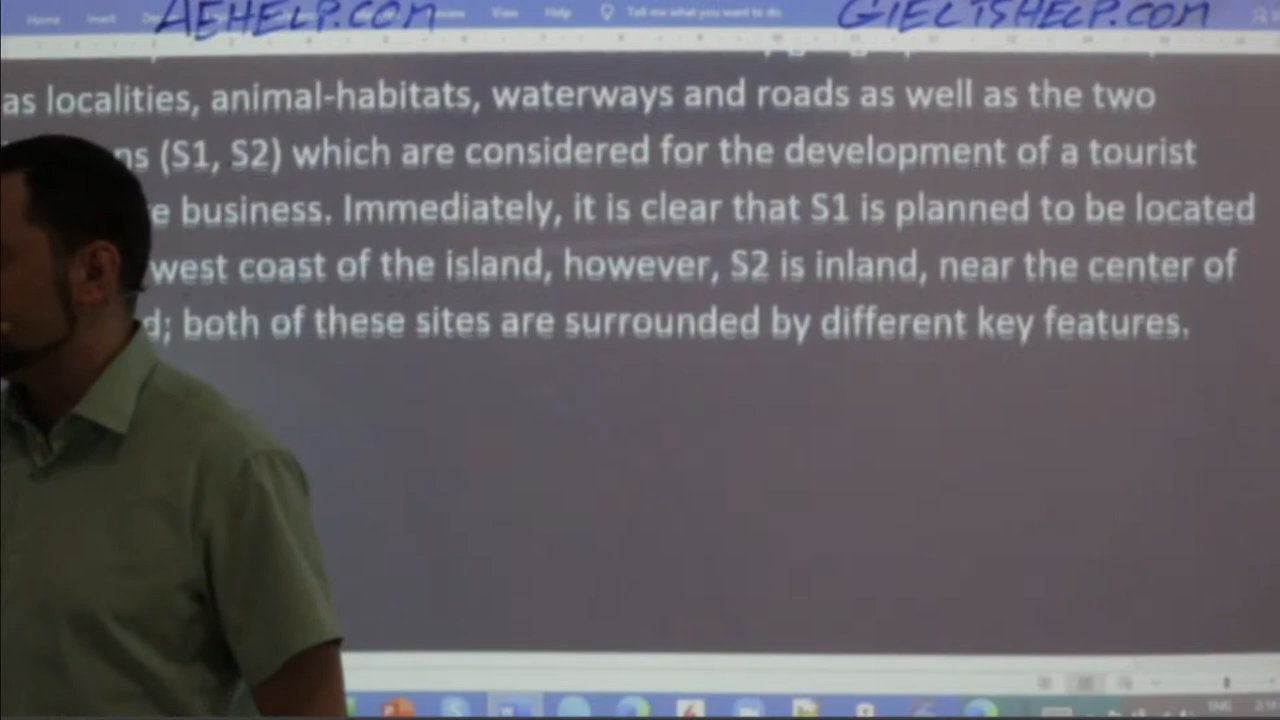 AEHELP.COM
GIELTSHELP.COM
Home Insert View Help Tell me what you want to do
as localities, animal-habitats, waterways and roads as well as the two
ns (S1, S2) which are considered for the development of a tourist
e business. Immediately, it is clear that S1 is planned to be located
west coast of the island, however, S2 is inland, near the center of
d; both of these sites are surrounded by different key features.
ENG